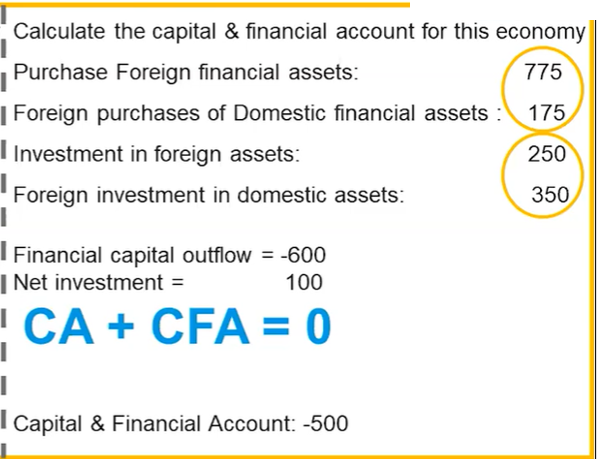 Calculate the capital & financial account for this economy
Purchase Foreign financial assets: 775
Foreign purchases of Domestic financial assets : 175
Investment in foreign assets: 250
Foreign investment in domestic assets: 350
Financial capital outflow = -600
Net investment = 100
CA + CFA = 0
Capital & Financial Account: -500